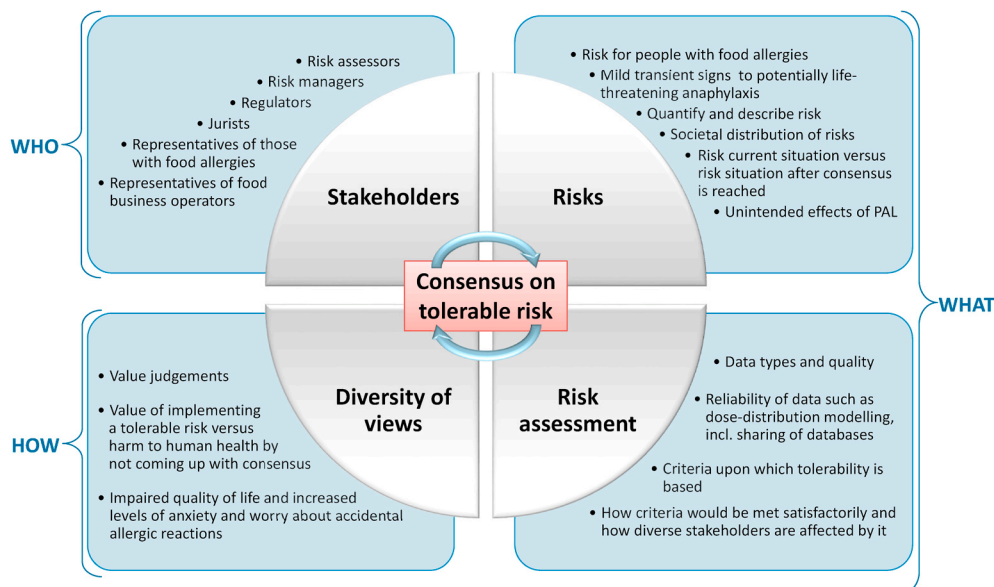 WHO
• Risk assessors
• Risk managers
• Regulators
• Jurists
• Representatives of those
with food allergies
• Representatives of food
business operators
Stakeholders
• Risk for people with food allergies
• Mild transient signs to potentially life-
threatening anaphylaxis
• Quantify and describe risk
• Societal distribution of risks
• Risk current situation versus
risk situation after consensus
is reached
• Unintended effects of PAL
Risks
Consensus on
tolerable risk
WHAT
HOW
• Value judgements
• Value of implementing
a tolerable risk versus
harm to human health by
not coming up with consensus
• Impaired quality of life and increased
levels of anxiety and worry about accidental
allergic reactions
Diversity of
views
Risk
assessment
• Data types and quality
• Reliability of data such as
dose-distribution modelling,
incl. sharing of databases
• Criteria upon which tolerability is
based
• How criteria would be met satisfactorily and
how diverse stakeholders are affected by it